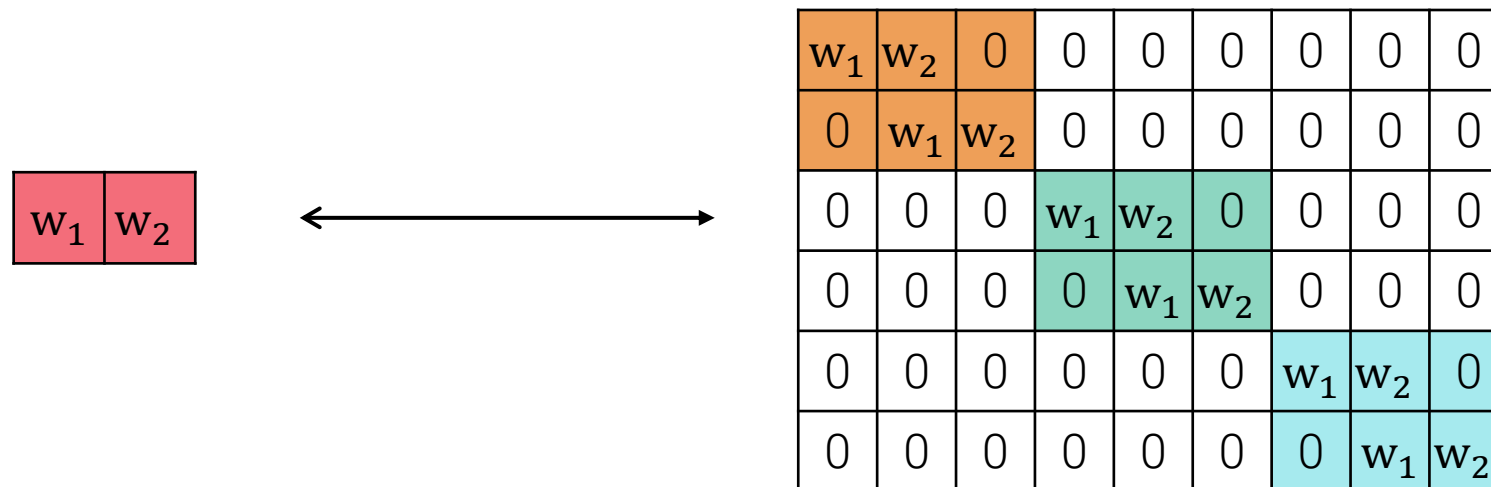 w₁ w₂ 0 0 0 0 0 0 0
0 w₁ w₂ 0 0 0 0 0 0
w₁ w₂
0 0 0 w₁ w₂ 0 0 0 0
0 0 0 0 w₁ w₂ 0 0 0
0 0 0 0 0 0 w₁ w₂ 0
0 0 0 0 0 0 0 w₁ w₂